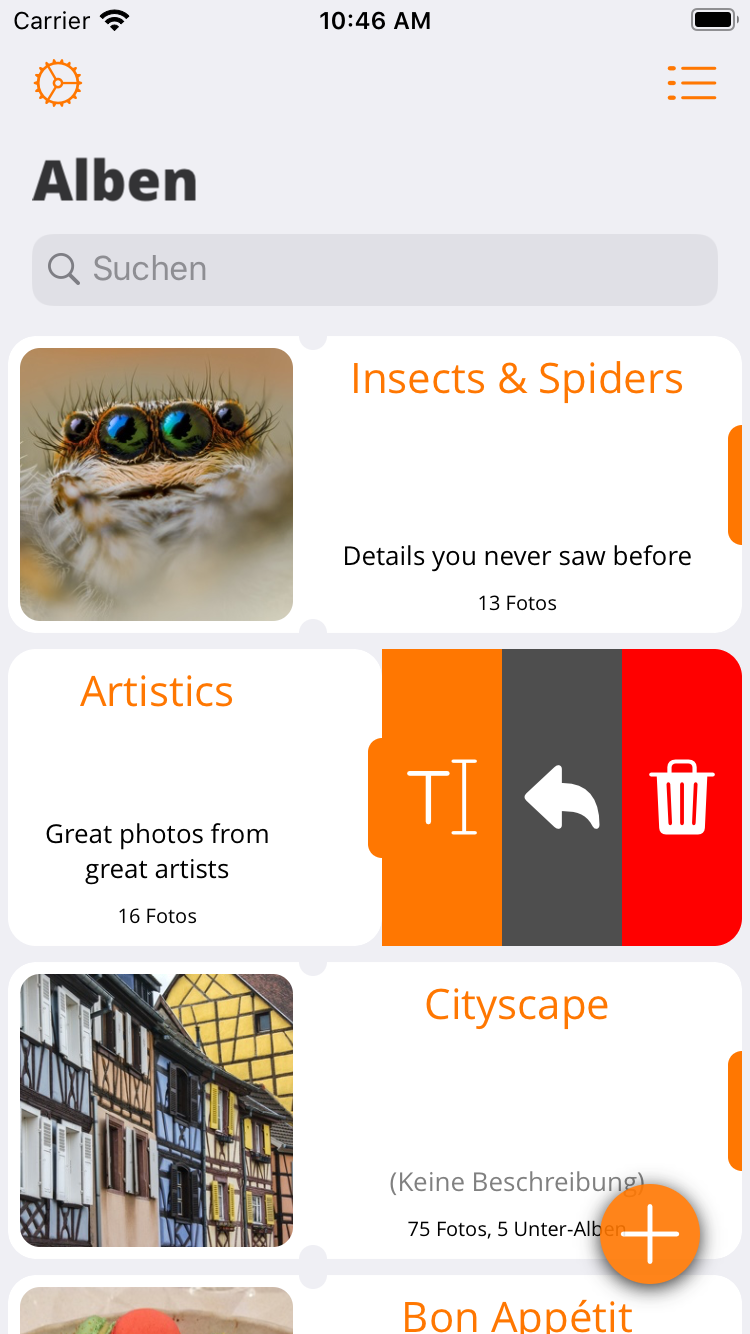 Carrier
10:46 AM
Alben
Suchen
Insects & Spiders
Details you never saw before
13 Fotos
Artistics
Great photos from
great artists
16 Fotos
Cityscape
(Keine Beschreibung)
75 Fotos, 5 Unter-Alben
Bon Appétit